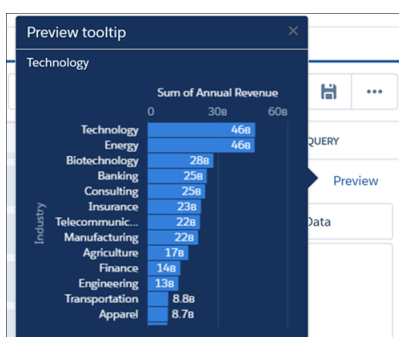 Preview tooltip ×
Technology
Sum of Annual Revenue
0 30B 60B
Technology 46B
Energy 46B
Biotechnology 28B
Banking 25B
Consulting 25B
Insurance 23B
Telecommunic... 22B
Manufacturing 22B
Agriculture 17B
Finance 14B
Engineering 13B
Transportation 8.8B
Apparel 8.7B
Industry
QUERY
Preview
Data